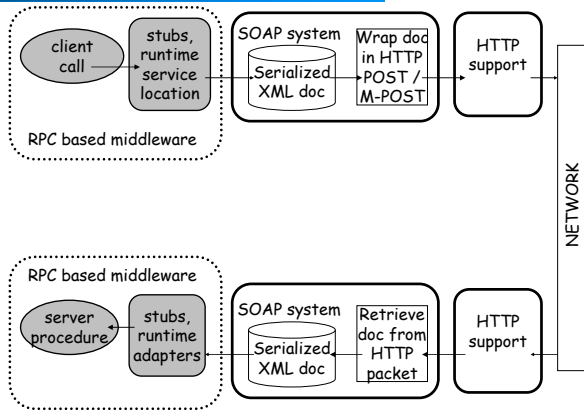 client
call
stubs,
runtime
service
location
RPC based middleware
SOAP system
Serialized
XML doc
Wrap doc
in HTTP
POST /
M-POST
HTTP
support
NETWORK
RPC based middleware
server
procedure
stubs,
runtime
adapters
SOAP system
Serialized
XML doc
Retrieve
doc from
HTTP
packet
HTTP
support